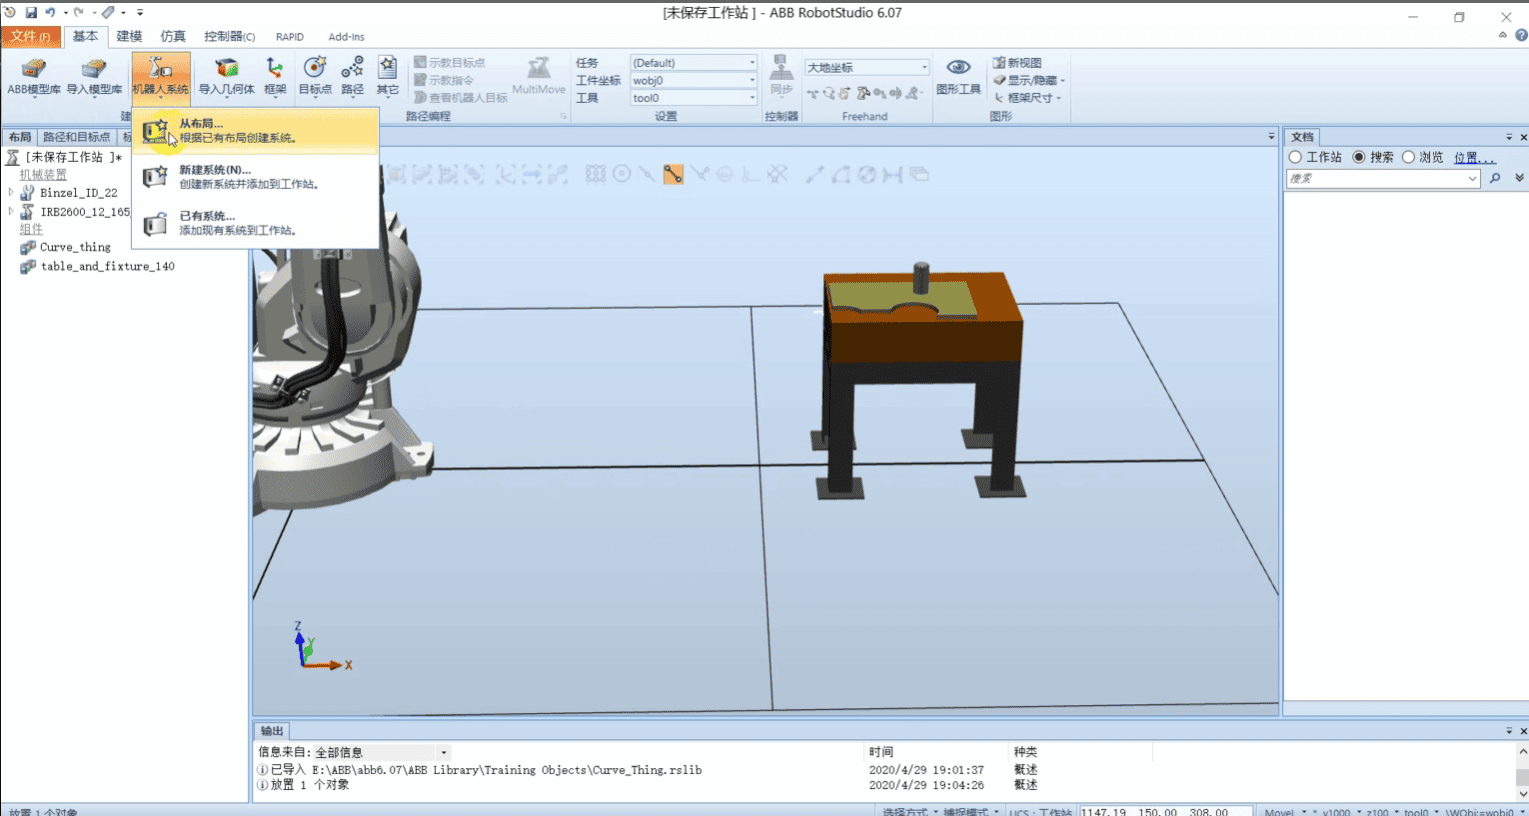 [未保存工作站 ] - ABB RobotStudio 6.07
文件(F) 基本 建模 仿真 控制器(C) RAPID Add-Ins
ABB模型库 导入模型库 机器人系统 导入几何体 框架 目标点 路径 其它
示教目标点
示教指令
查看机器人目标
MultiMove
路径编程
任务 (Default)
工件坐标 wobj0
工具 tool0
设置
同步
控制器
大地坐标
Freehand
图形工具
新视图
显示/隐藏
框架尺寸
图形
建
从布局...
根据已有布局创建系统。
新建系统(N)...
创建新系统并添加到工作站。
已有系统...
添加现有系统到工作站。
布局 路径和目标点 标
[未保存工作站 ]*
机械装置
Binzel_ID_22
IRB2600_12_165_
组件
Curve_thing
table_and_fixture_140
Z
Y
X
文档
工作站 搜索 浏览 位置...
搜索
输出
信息来自: 全部信息 时间 种类
已导入 E:\ABB\abb6.07\ABB Library\Training Objects\Curve_Thing.rslib 2020/4/29 19:01:37 概述
放置 1 个对象 2020/4/29 19:04:26 概述
放置 1 个对象 选择方式 捕捉模式 UCS : 工作站 1147.19 150.00 308.00 MoveL * v1000 z100 tool0 \WObj:=wobj0